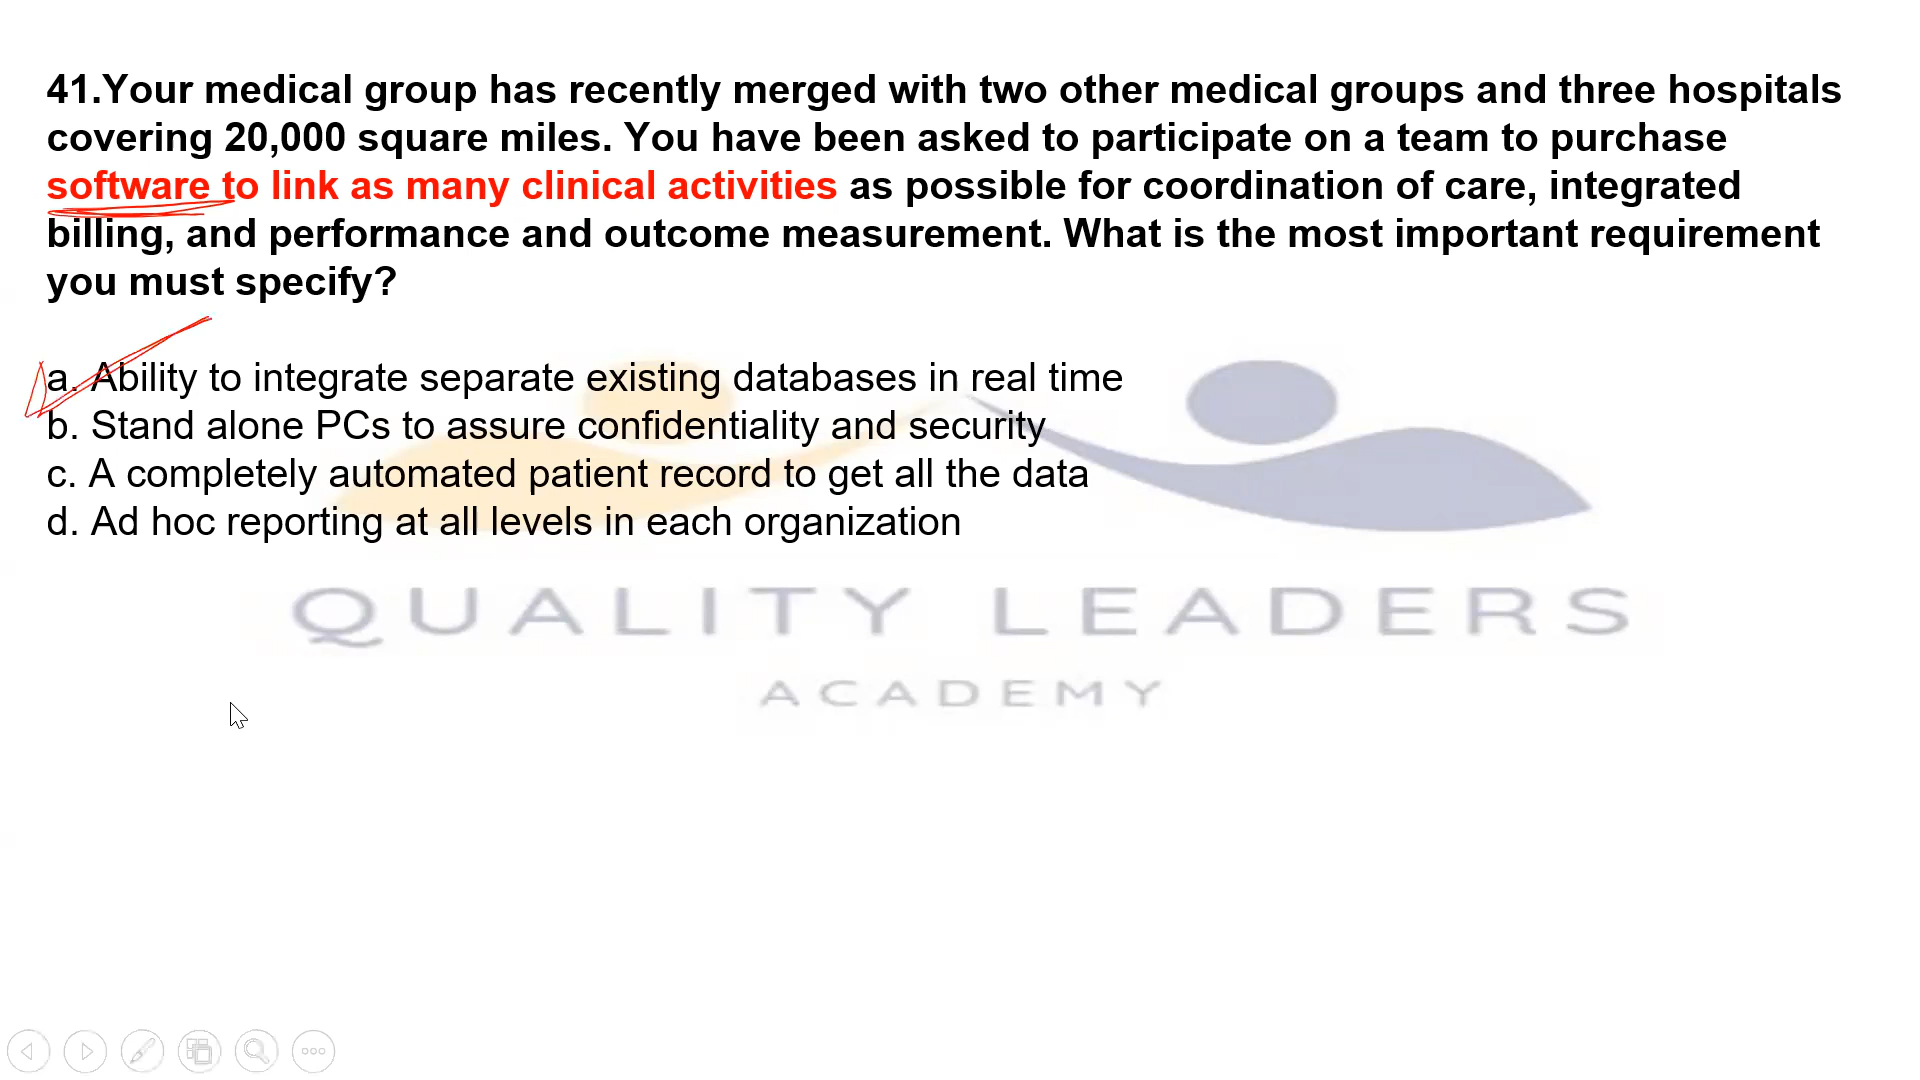 41.Your medical group has recently merged with two other medical groups and three hospitals
covering 20,000 square miles. You have been asked to participate on a team to purchase
software to link as many clinical activities as possible for coordination of care, integrated
billing, and performance and outcome measurement. What is the most important requirement
you must specify?
a. Ability to integrate separate existing databases in real time
b. Stand alone PCs to assure confidentiality and security
c. A completely automated patient record to get all the data
d. Ad hoc reporting at all levels in each organization
QUALITY LEADERS
ACADEMY